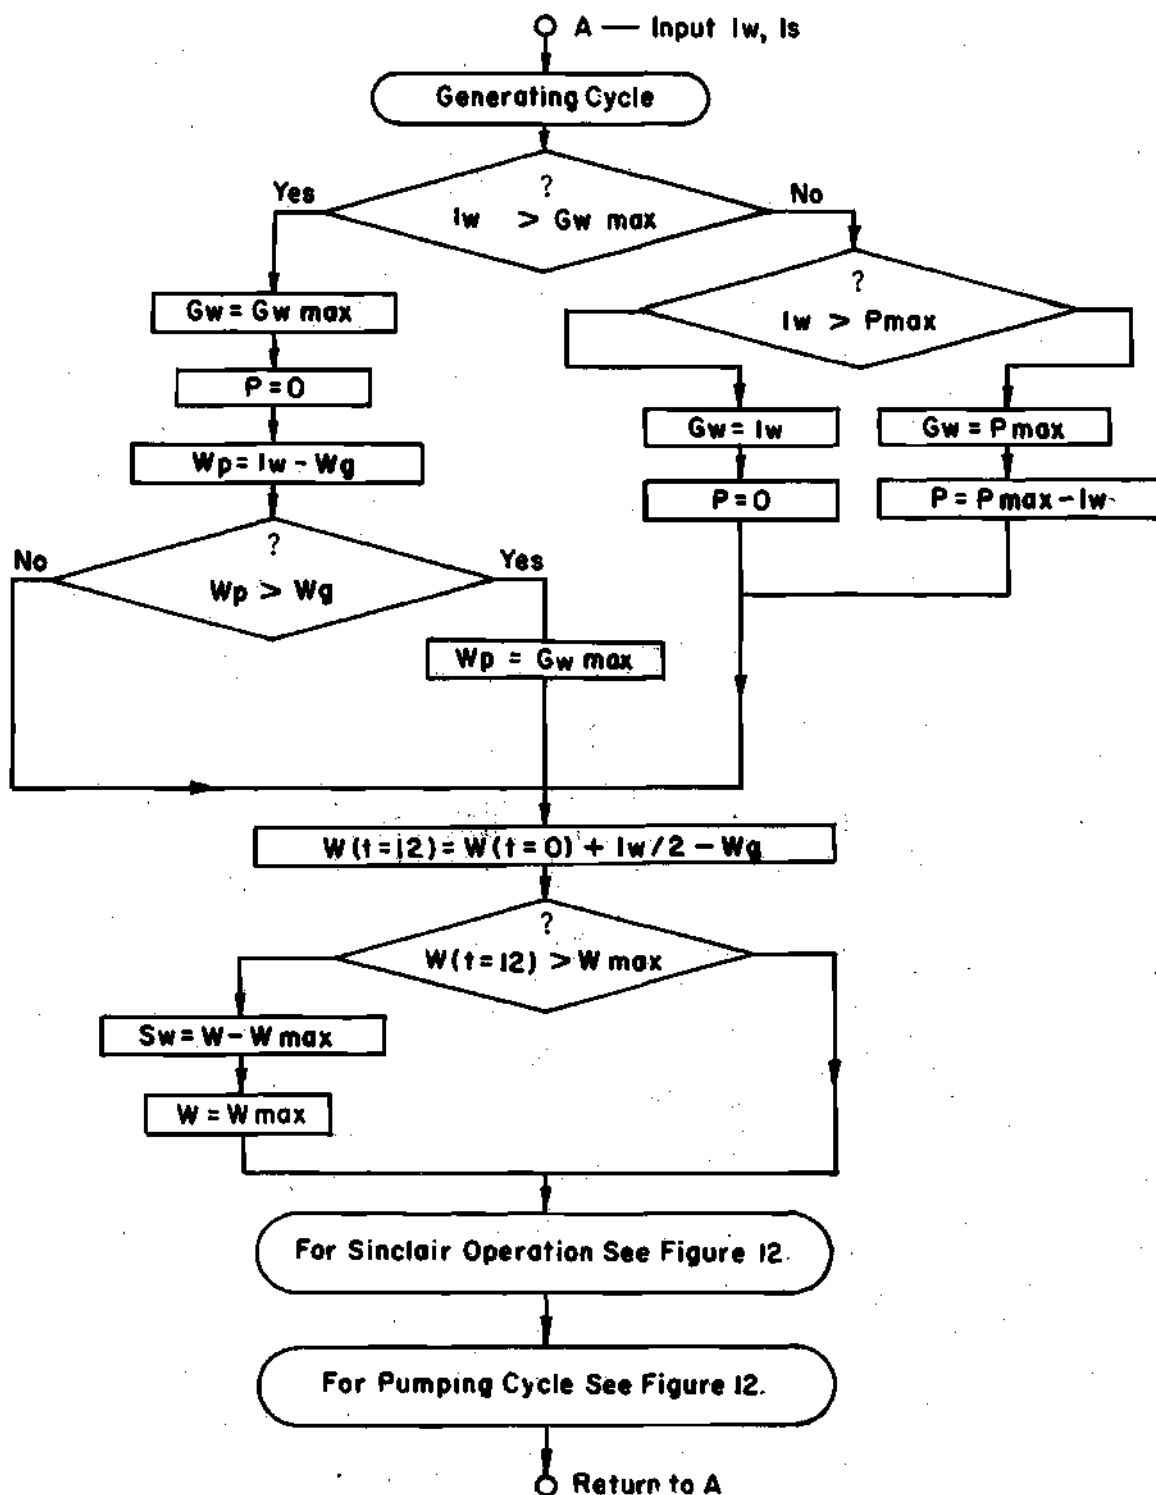 A — Input Iw, Is
Generating Cycle
?
Iw > Gw max
Yes
No
Gw = Gw max
P = 0
Wp = Iw - Wg
?
Wp > Wg
No
Yes
Wp = Gw max
?
Iw > Pmax
Gw = Iw
P = 0
Gw = Pmax
P = Pmax - Iw
W (t = 12) = W (t = 0) + Iw/2 - Wg
?
W (t = 12) > W max
Sw = W - W max
W = W max
For Sinclair Operation See Figure 12.
For Pumping Cycle See Figure 12.
Return to A